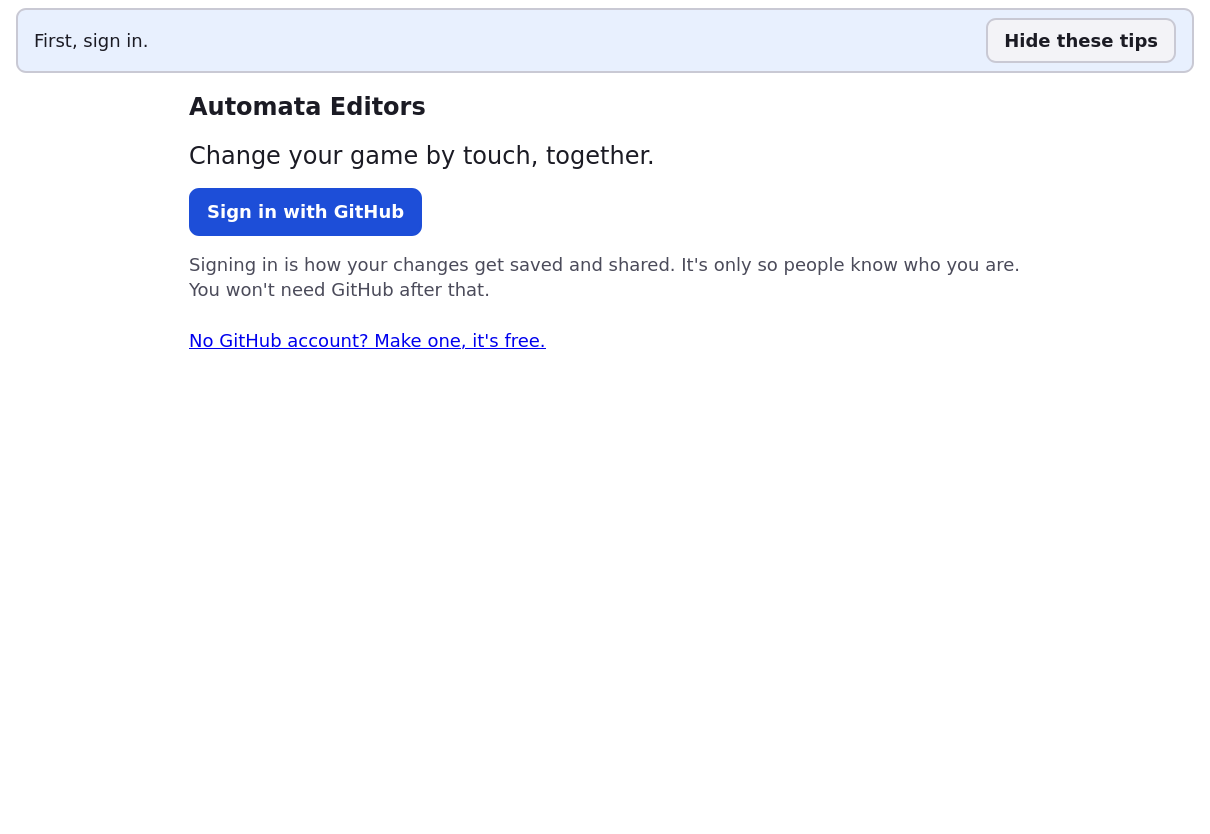 First, sign in.
Hide these tips
Automata Editors
Change your game by touch, together.
Sign in with GitHub
Signing in is how your changes get saved and shared. It's only so people know who you are.
You won't need GitHub after that.
No GitHub account? Make one, it's free.